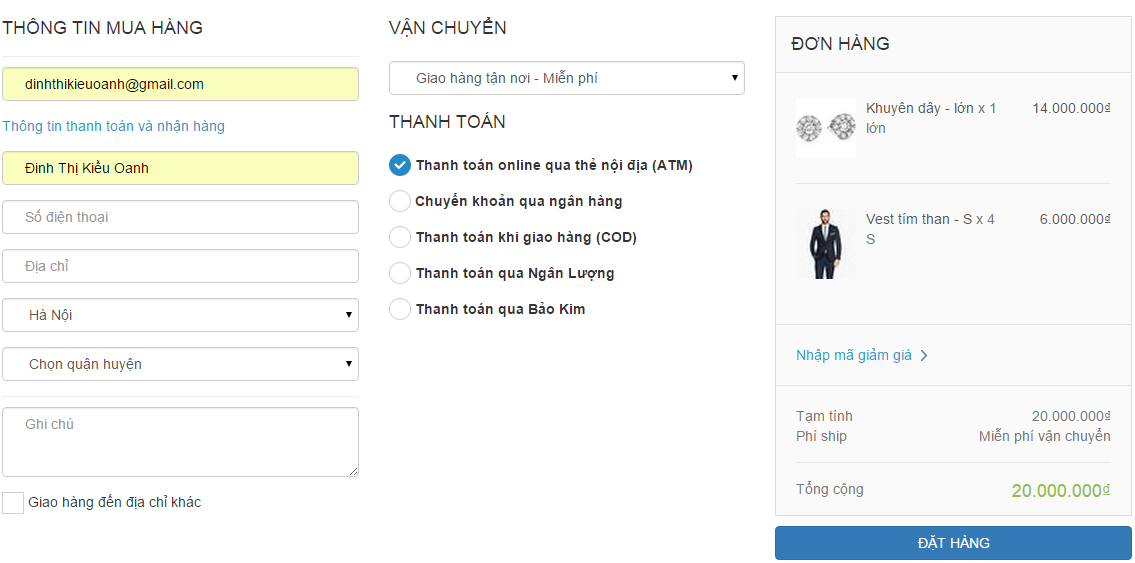 THÔNG TIN MUA HÀNG
dinhthikieuoanh@gmail.com
Thông tin thanh toán và nhận hàng
Đinh Thị Kiều Oanh
Số điện thoại
Địa chỉ
Hà Nội
Chọn quận huyện
Ghi chú
Giao hàng đến địa chỉ khác
VẬN CHUYỂN
Giao hàng tận nơi - Miễn phí
THANH TOÁN
Thanh toán online qua thẻ nội địa (ATM)
Chuyển khoản qua ngân hàng
Thanh toán khi giao hàng (COD)
Thanh toán qua Ngân Lượng
Thanh toán qua Bảo Kim
ĐƠN HÀNG
Khuyên dây - lớn x 1 14.000.000₫
lớn
Vest tím than - S x 4 6.000.000₫
S
Nhập mã giảm giá
Tạm tính 20.000.000₫
Phí ship Miễn phí vận chuyển
Tổng cộng 20.000.000₫
ĐẶT HÀNG